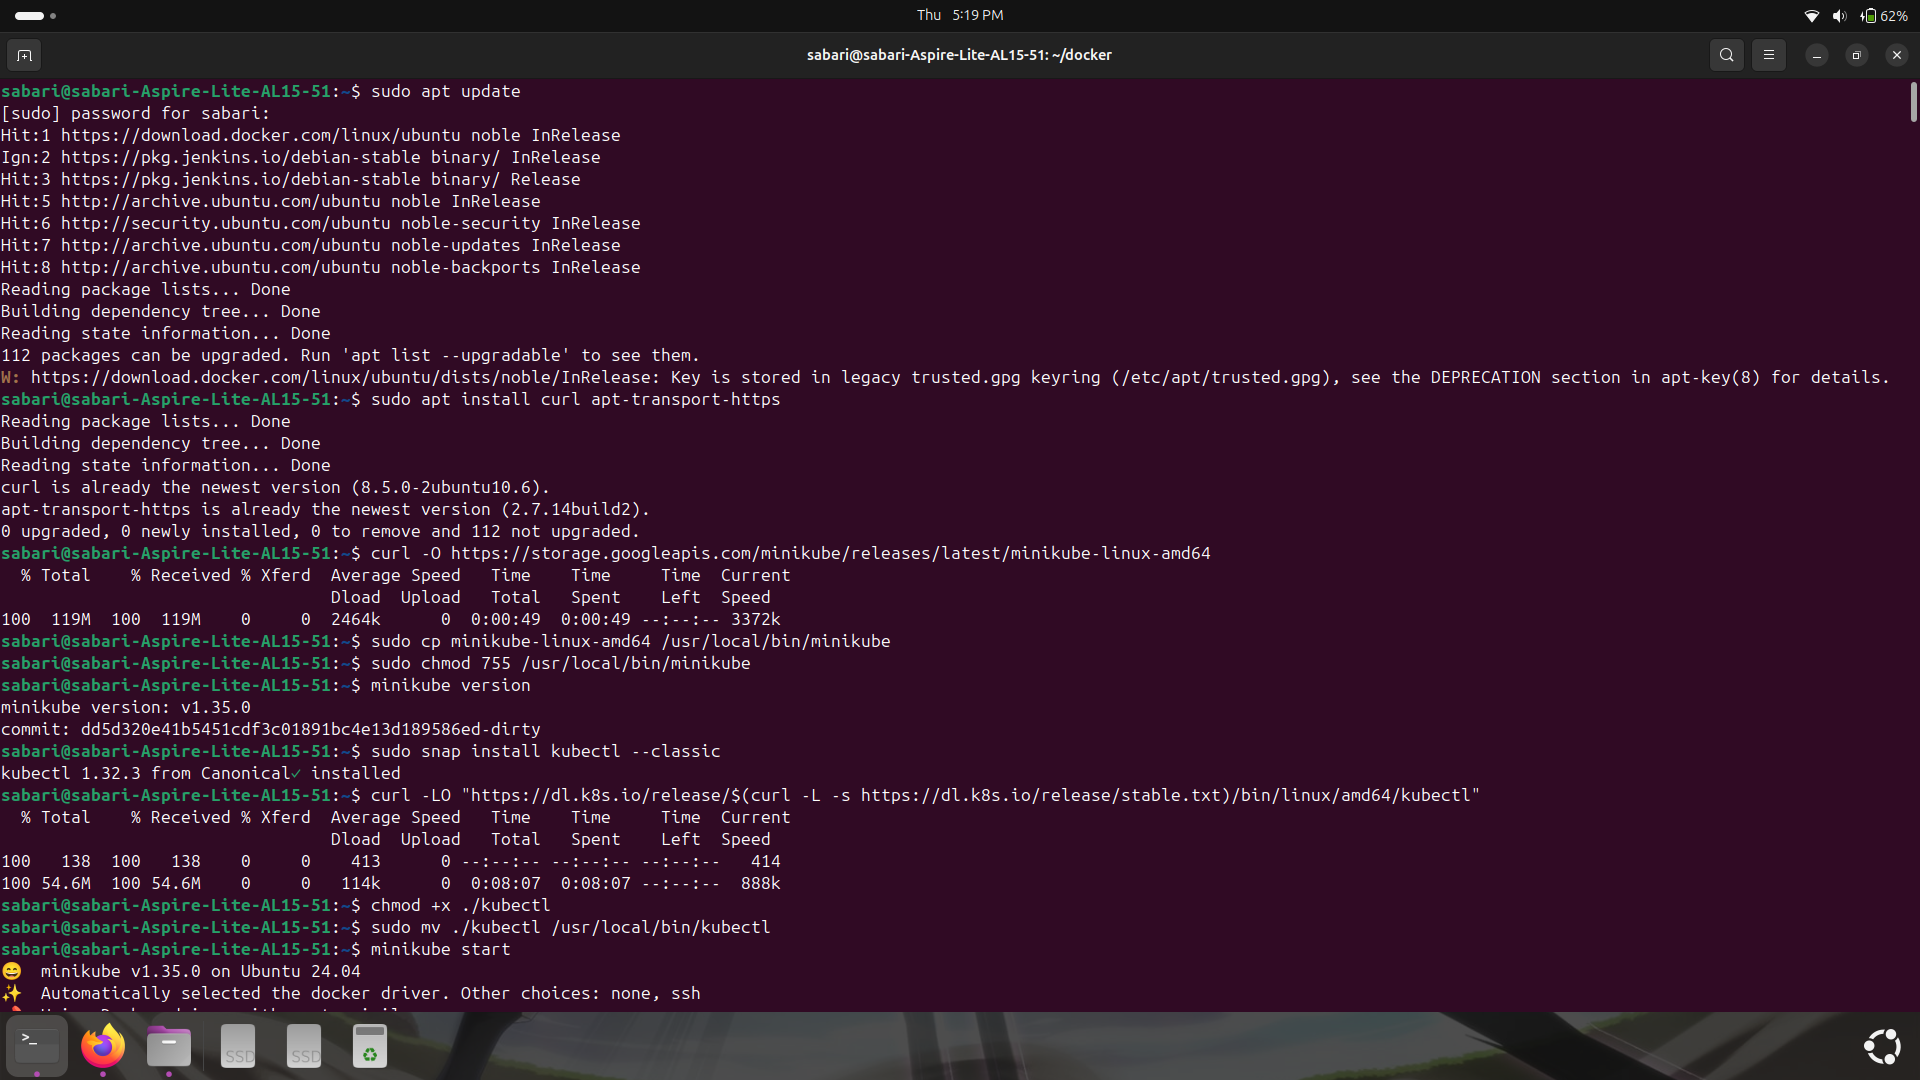 Thu 5:19 PM
62%
sabari@sabari-Aspire-Lite-AL15-51: ~/docker
sabari@sabari-Aspire-Lite-AL15-51:~$ sudo apt update
[sudo] password for sabari:
Hit:1 https://download.docker.com/linux/ubuntu noble InRelease
Ign:2 https://pkg.jenkins.io/debian-stable binary/ InRelease
Hit:3 https://pkg.jenkins.io/debian-stable binary/ Release
Hit:5 http://archive.ubuntu.com/ubuntu noble InRelease
Hit:6 http://security.ubuntu.com/ubuntu noble-security InRelease
Hit:7 http://archive.ubuntu.com/ubuntu noble-updates InRelease
Hit:8 http://archive.ubuntu.com/ubuntu noble-backports InRelease
Reading package lists... Done
Building dependency tree... Done
Reading state information... Done
112 packages can be upgraded. Run 'apt list --upgradable' to see them.
W: https://download.docker.com/linux/ubuntu/dists/noble/InRelease: Key is stored in legacy trusted.gpg keyring (/etc/apt/trusted.gpg), see the DEPRECATION section in apt-key(8) for details.
sabari@sabari-Aspire-Lite-AL15-51:~$ sudo apt install curl apt-transport-https
Reading package lists... Done
Building dependency tree... Done
Reading state information... Done
curl is already the newest version (8.5.0-2ubuntu10.6).
apt-transport-https is already the newest version (2.7.14build2).
0 upgraded, 0 newly installed, 0 to remove and 112 not upgraded.
sabari@sabari-Aspire-Lite-AL15-51:~$ curl -O https://storage.googleapis.com/minikube/releases/latest/minikube-linux-amd64
  % Total    % Received % Xferd  Average Speed   Time    Time     Time  Current
                                 Dload  Upload   Total   Spent    Left  Speed
100  119M  100  119M    0     0  2464k      0  0:00:49  0:00:49 --:--:-- 3372k
sabari@sabari-Aspire-Lite-AL15-51:~$ sudo cp minikube-linux-amd64 /usr/local/bin/minikube
sabari@sabari-Aspire-Lite-AL15-51:~$ sudo chmod 755 /usr/local/bin/minikube
sabari@sabari-Aspire-Lite-AL15-51:~$ minikube version
minikube version: v1.35.0
commit: dd5d320e41b5451cdf3c01891bc4e13d189586ed-dirty
sabari@sabari-Aspire-Lite-AL15-51:~$ sudo snap install kubectl --classic
kubectl 1.32.3 from Canonical✓ installed
sabari@sabari-Aspire-Lite-AL15-51:~$ curl -LO "https://dl.k8s.io/release/$(curl -L -s https://dl.k8s.io/release/stable.txt)/bin/linux/amd64/kubectl"
  % Total    % Received % Xferd  Average Speed   Time    Time     Time  Current
                                 Dload  Upload   Total   Spent    Left  Speed
100   138  100   138    0     0    413      0 --:--:-- --:--:-- --:--:--   414
100 54.6M  100 54.6M    0     0   114k      0  0:08:07  0:08:07 --:--:--  888k
sabari@sabari-Aspire-Lite-AL15-51:~$ chmod +x ./kubectl
sabari@sabari-Aspire-Lite-AL15-51:~$ sudo mv ./kubectl /usr/local/bin/kubectl
sabari@sabari-Aspire-Lite-AL15-51:~$ minikube start
😄  minikube v1.35.0 on Ubuntu 24.04
✨  Automatically selected the docker driver. Other choices: none, ssh
>_
SSD
SSD